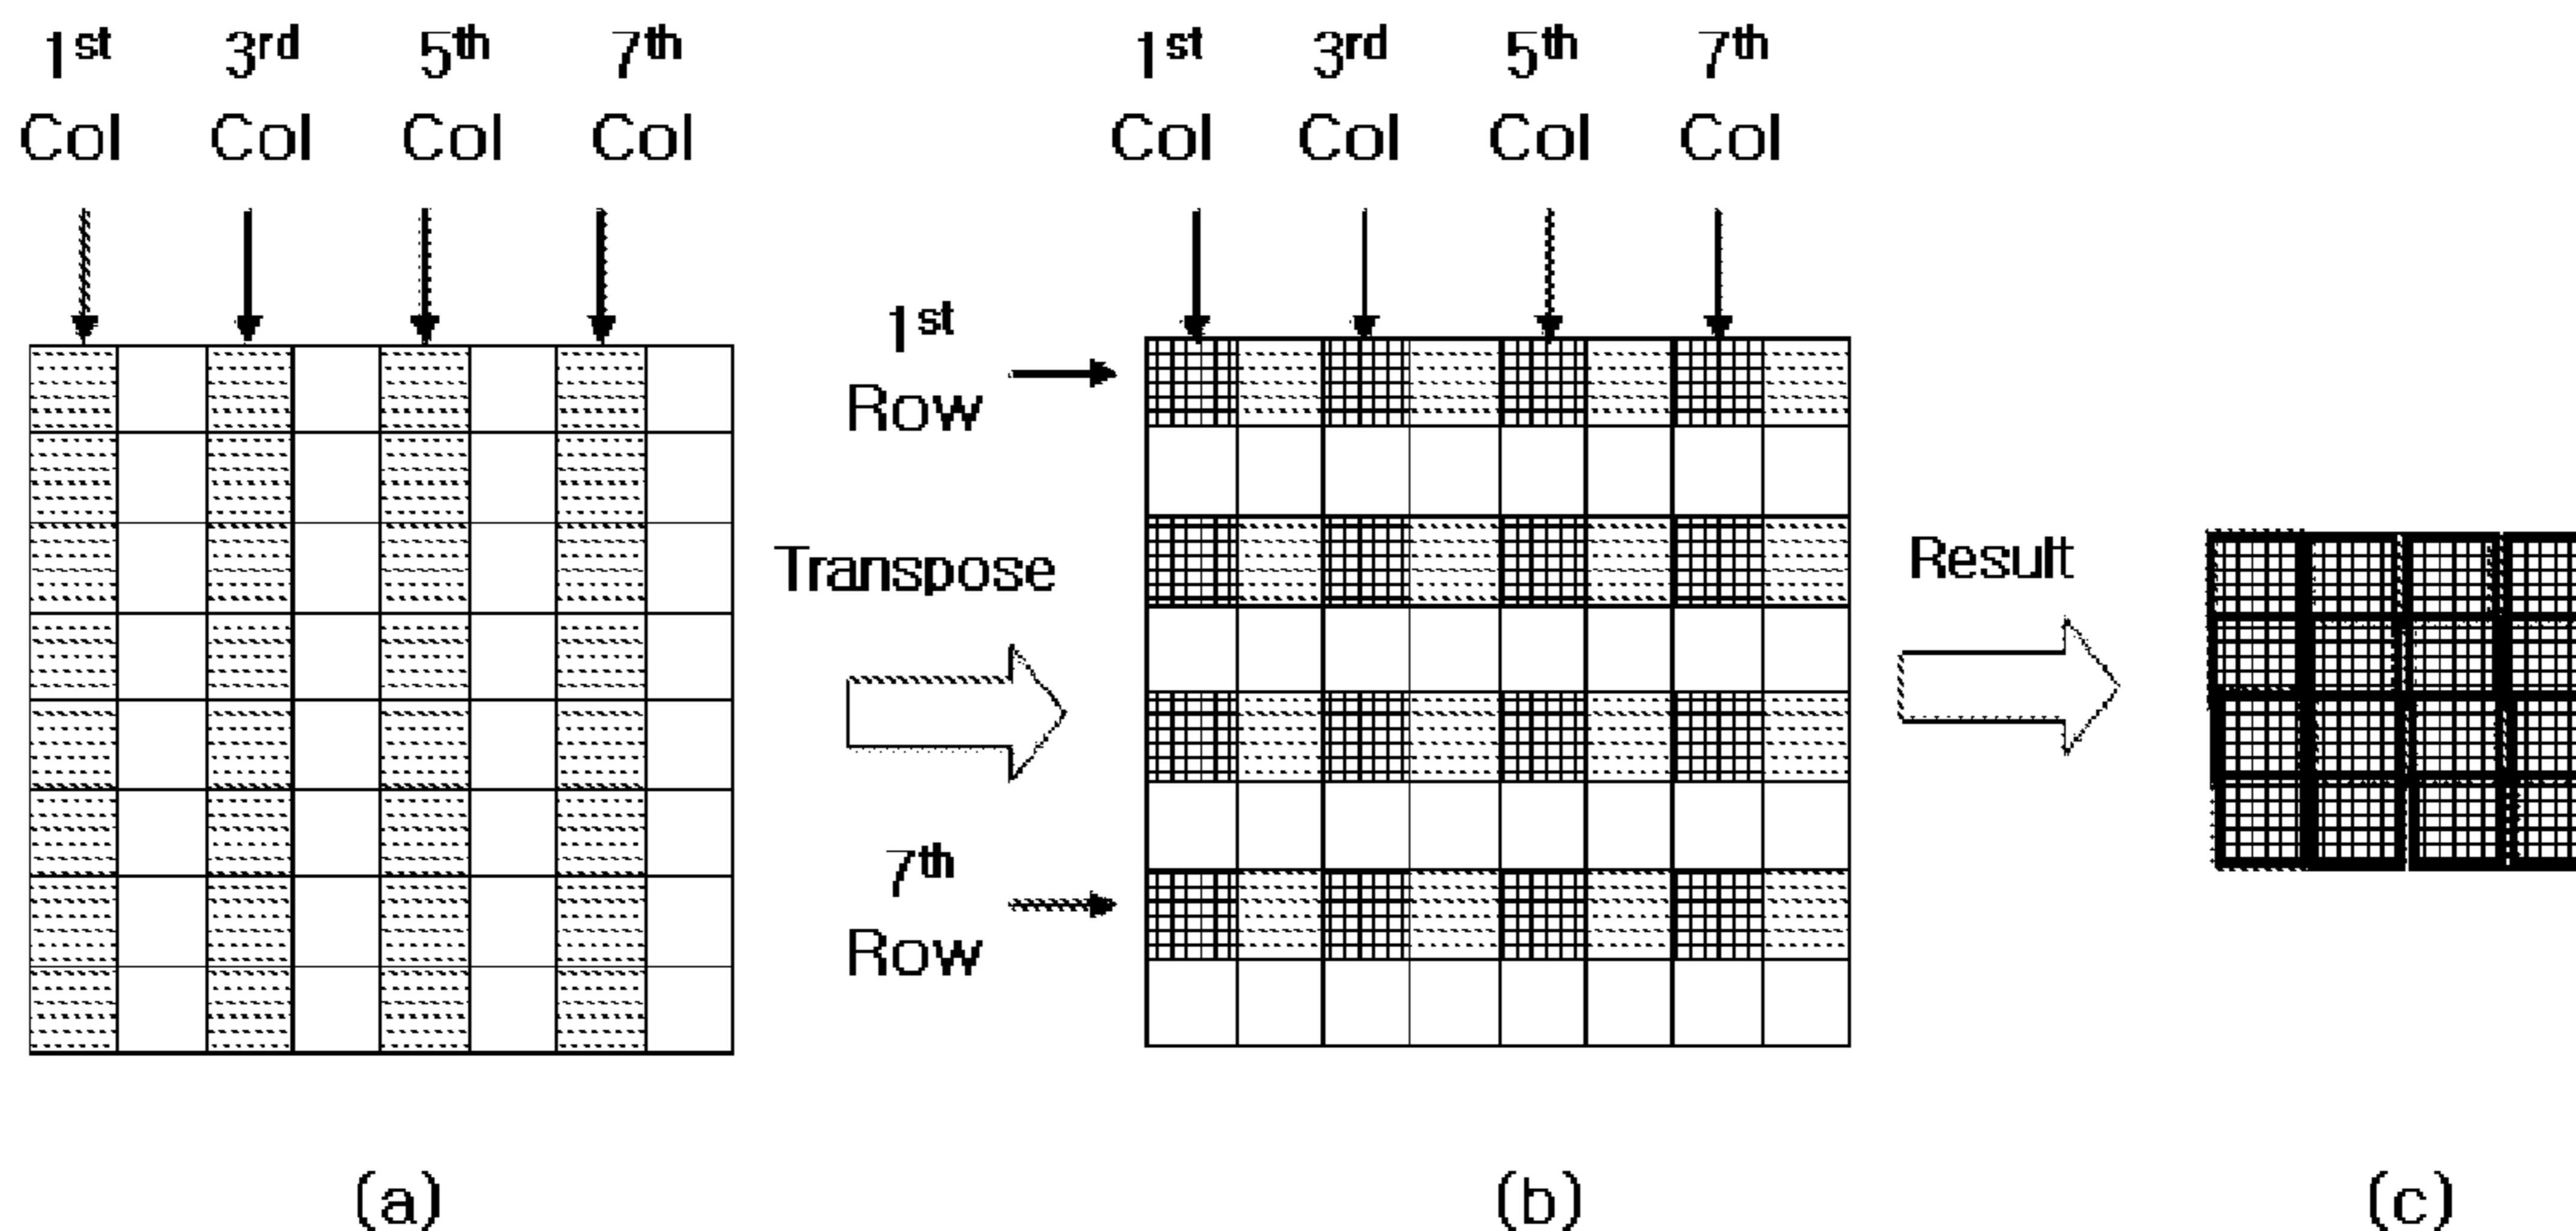 1st 3rd 5th 7th
Col Col Col Col
1st 3rd 5th 7th
Col Col Col Col
1st
Row
Transpose
7th
Row
Result
(a)
(b)
(c)